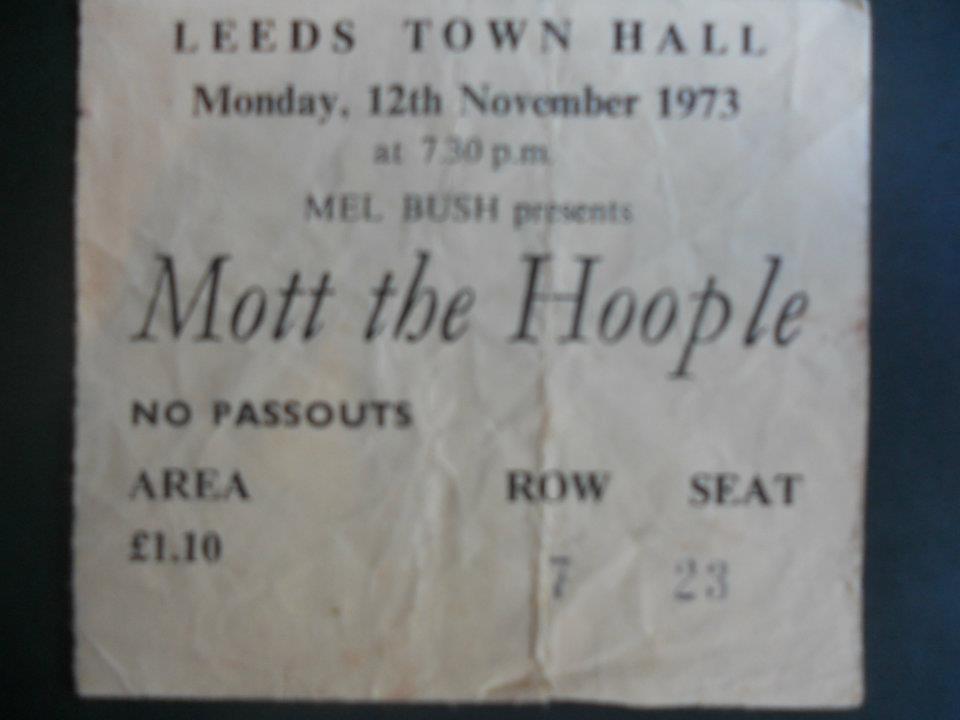 LEEDS TOWN HALL
Monday, 12th November 1973
at 7.30 p.m.
MEL BUSH presents
Mott the Hoople
NO PASSOUTS
AREA ROW SEAT
£1.10
7 23